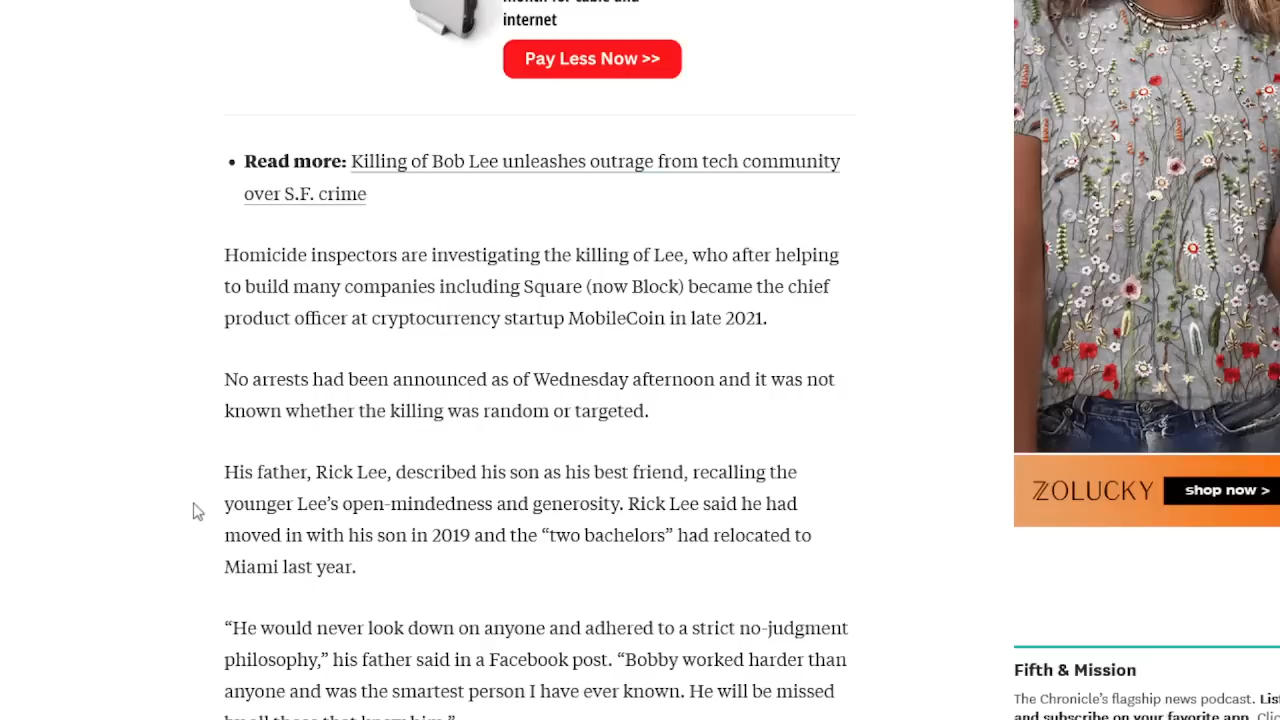 internet
Pay Less Now >>
• Read more: Killing of Bob Lee unleashes outrage from tech community
over S.F. crime
Homicide inspectors are investigating the killing of Lee, who after helping
to build many companies including Square (now Block) became the chief
product officer at cryptocurrency startup MobileCoin in late 2021.
No arrests had been announced as of Wednesday afternoon and it was not
known whether the killing was random or targeted.
His father, Rick Lee, described his son as his best friend, recalling the
younger Lee’s open-mindedness and generosity. Rick Lee said he had
moved in with his son in 2019 and the “two bachelors” had relocated to
Miami last year.
“He would never look down on anyone and adhered to a strict no-judgment
philosophy,” his father said in a Facebook post. “Bobby worked harder than
anyone and was the smartest person I have ever known. He will be missed
ZOLUCKY shop now >
Fifth & Mission
The Chronicle’s flagship news podcast.
and subscribe on your favorite app.